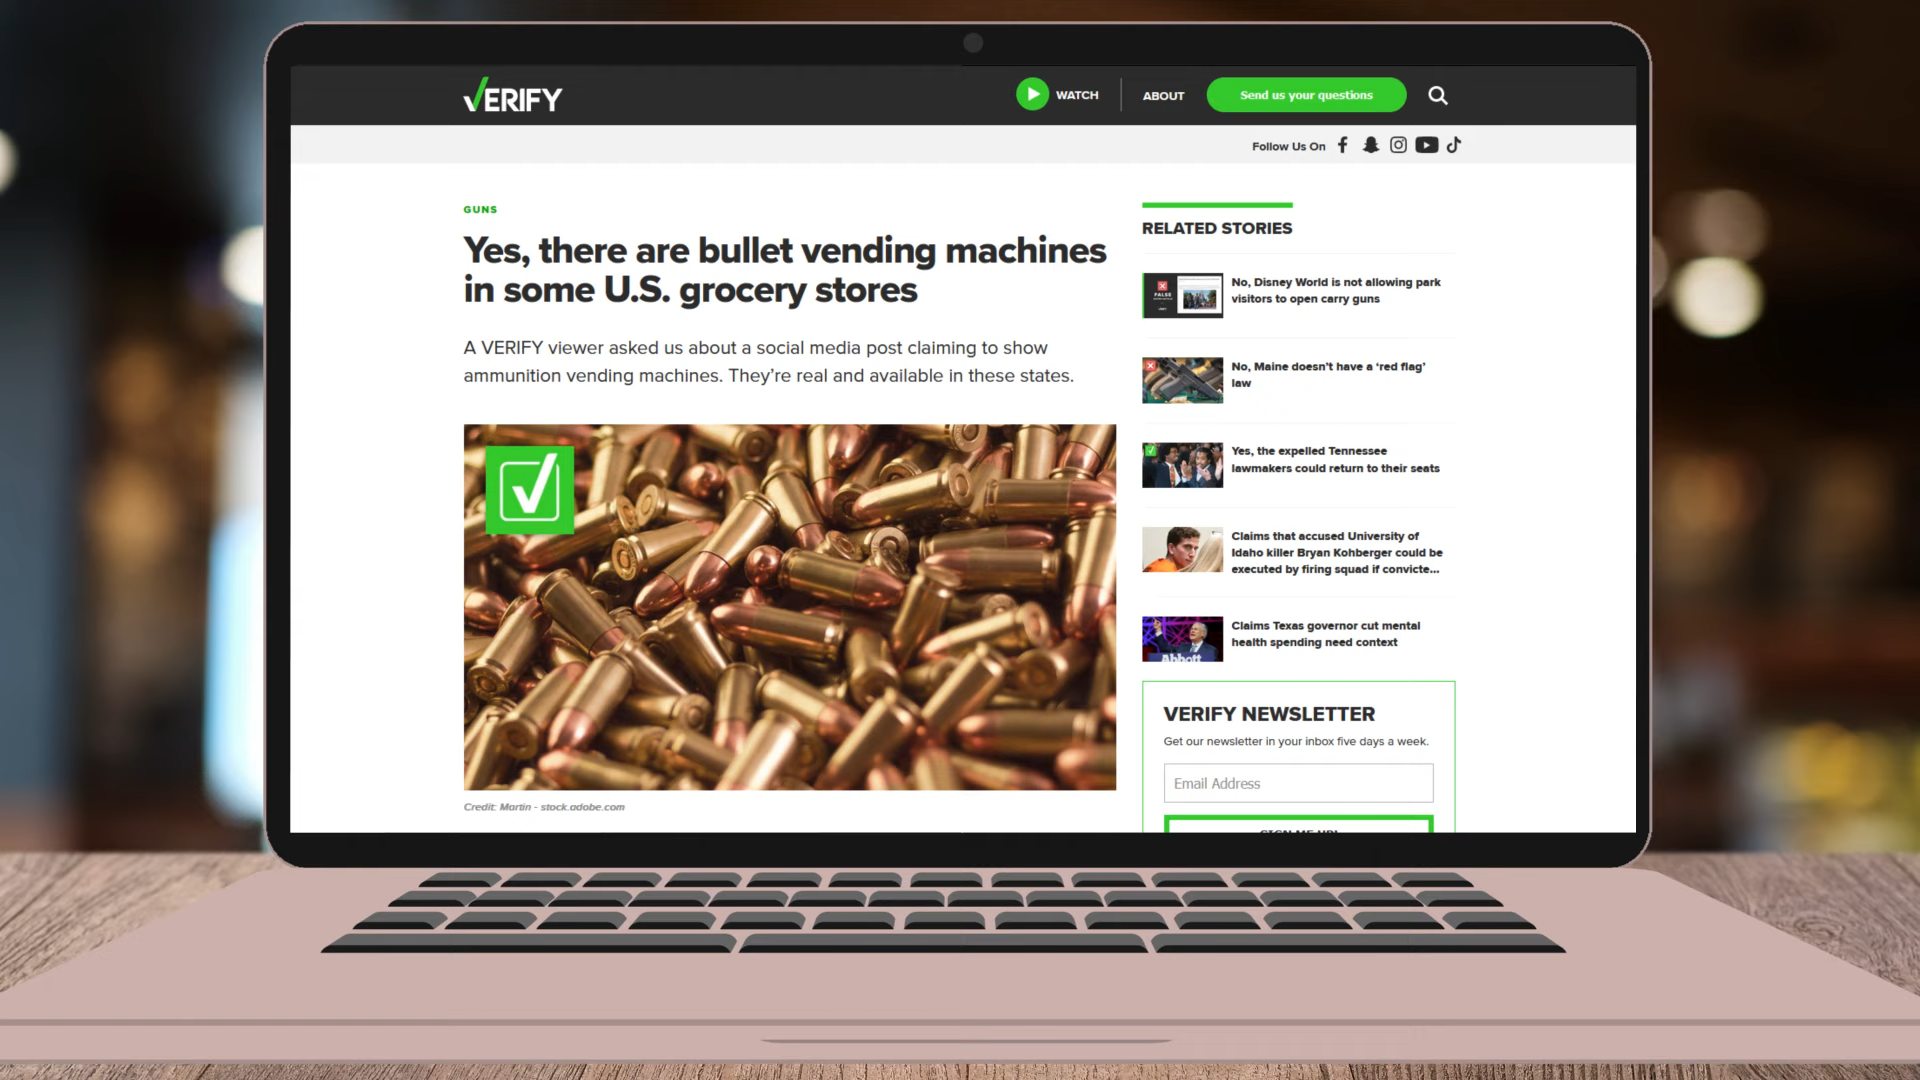 VERIFY
WATCH
ABOUT
Send us your questions
Follow Us On
GUNS
Yes, there are bullet vending machines
in some U.S. grocery stores
A VERIFY viewer asked us about a social media post claiming to show
ammunition vending machines. They're real and available in these states.
Credit: Martin - stock.adobe.com
RELATED STORIES
FALSE
No, Disney World is not allowing park
visitors to open carry guns
No, Maine doesn't have a ‘red flag’
law
Yes, the expelled Tennessee
lawmakers could return to their seats
Claims that accused University of
Idaho killer Bryan Kohberger could be
executed by firing squad if convicte...
Abbott
Claims Texas governor cut mental
health spending need context
VERIFY NEWSLETTER
Get our newsletter in your inbox five days a week.
Email Address
SIGN ME UP!